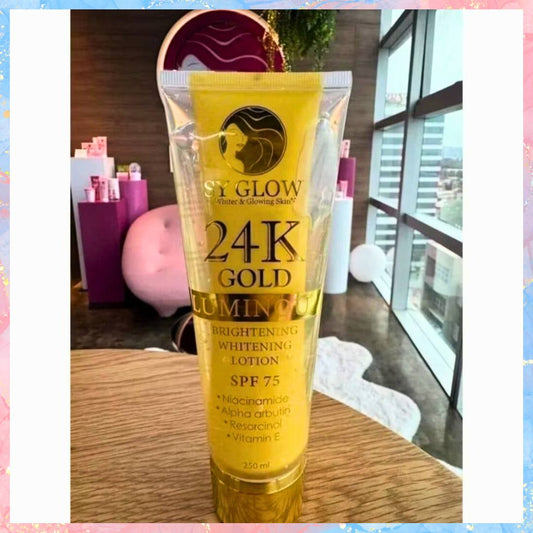 SY GLOW
Whiter & Glowing Skin
24K
GOLD
LUMINOUS
BRIGHTENING
WHITENING
LOTION
SPF 75
• Niacinamide
• Alpha arbutin
• Resorcinol
• Vitamin E
250 ml